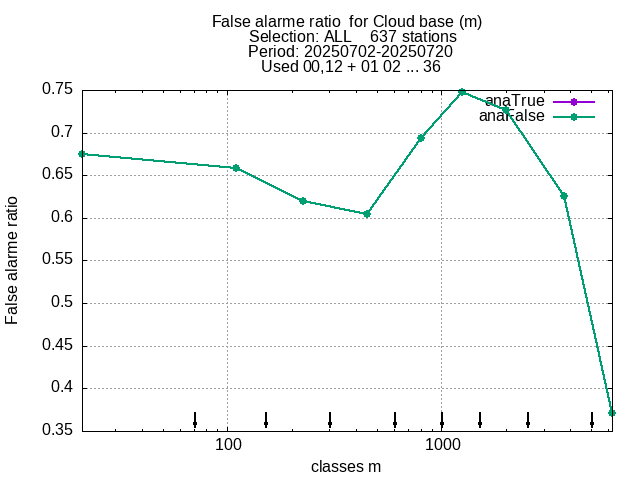 False alarme ratio  for Cloud base (m)
Selection: ALL    637 stations
Period: 20250702-20250720
Used 00,12 + 01 02 ... 36
anaTrue
anaFalse
0.75
0.7
0.65
0.6
0.55
0.5
0.45
0.4
0.35
False alarme ratio
100
1000
classes m